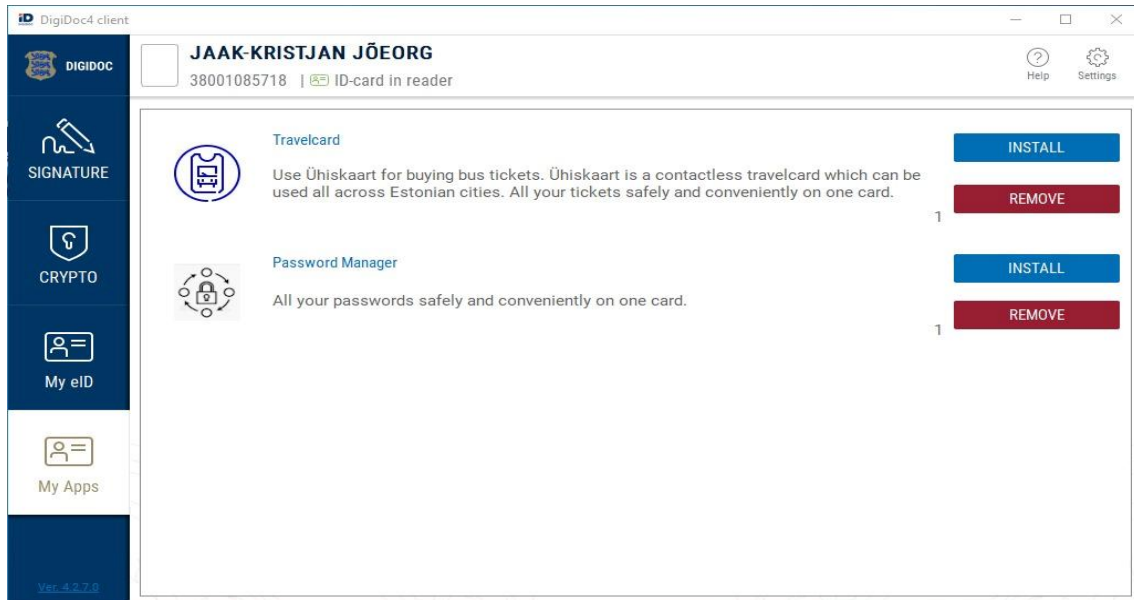 DigiDoc4 client
DIGIDOC
JAAK-KRISTJAN JÕEORG
38001085718 | ID-card in reader
Help
Settings
SIGNATURE
CRYPTO
My eID
My Apps
Ver. 4.2.7.0
Travelcard
Use Ühiskaart for buying bus tickets. Ühiskaart is a contactless travelcard which can be
used all across Estonian cities. All your tickets safely and conveniently on one card.
1
INSTALL
REMOVE
Password Manager
All your passwords safely and conveniently on one card.
1
INSTALL
REMOVE